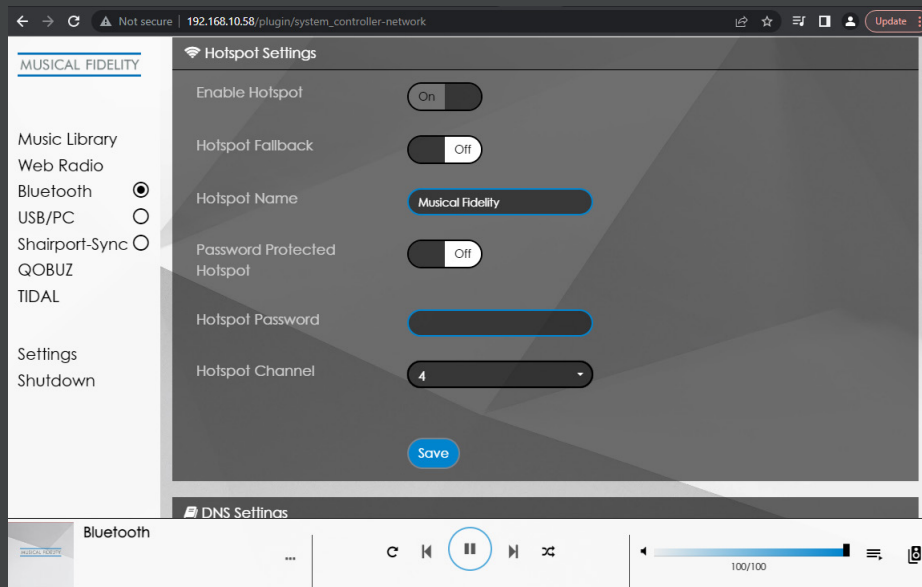 Not secure
192.168.10.58/plugin/system_controller-network
Update
MUSICAL FIDELITY
Music Library
Web Radio
Bluetooth
USB/PC
Shairport-Sync
QOBUZ
TIDAL
Settings
Shutdown
Hotspot Settings
Enable Hotspot
On
Hotspot Fallback
Off
Hotspot Name
Musical Fidelity
Password Protected
Hotspot
Off
Hotspot Password
Hotspot Channel
4
Save
DNS Settings
MUSICAL FIDELITY
Bluetooth
...
100/100